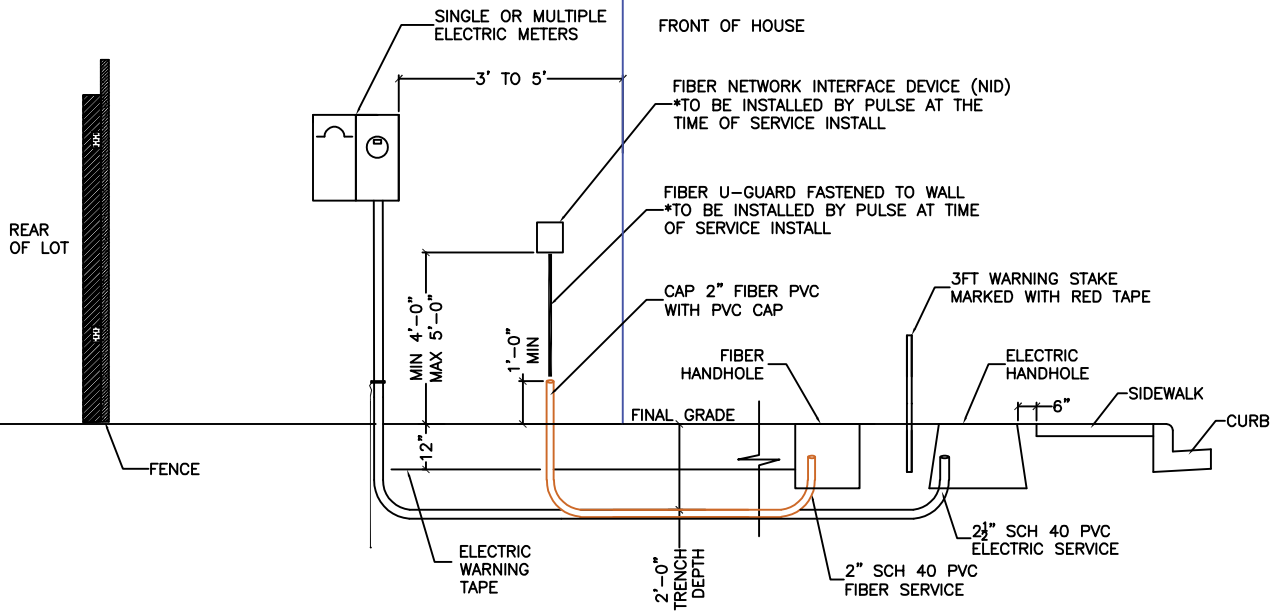 SINGLE OR MULTIPLE
ELECTRIC METERS
FRONT OF HOUSE
3' TO 5'
FIBER NETWORK INTERFACE DEVICE (NID)
*TO BE INSTALLED BY PULSE AT THE
TIME OF SERVICE INSTALL
FIBER U-GUARD FASTENED TO WALL
*TO BE INSTALLED BY PULSE AT TIME
OF SERVICE INSTALL
REAR
OF LOT
CAP 2" FIBER PVC
WITH PVC CAP
3FT WARNING STAKE
MARKED WITH RED TAPE
MIN 4'-0"
MAX 5'-0"
1'-0"
MIN
FIBER
HANDHOLE
ELECTRIC
HANDHOLE
SIDEWALK
6"
FINAL GRADE
CURB
12"
FENCE
ELECTRIC
WARNING
TAPE
2'-0"
TRENCH
DEPTH
2½" SCH 40 PVC
ELECTRIC SERVICE
2" SCH 40 PVC
FIBER SERVICE